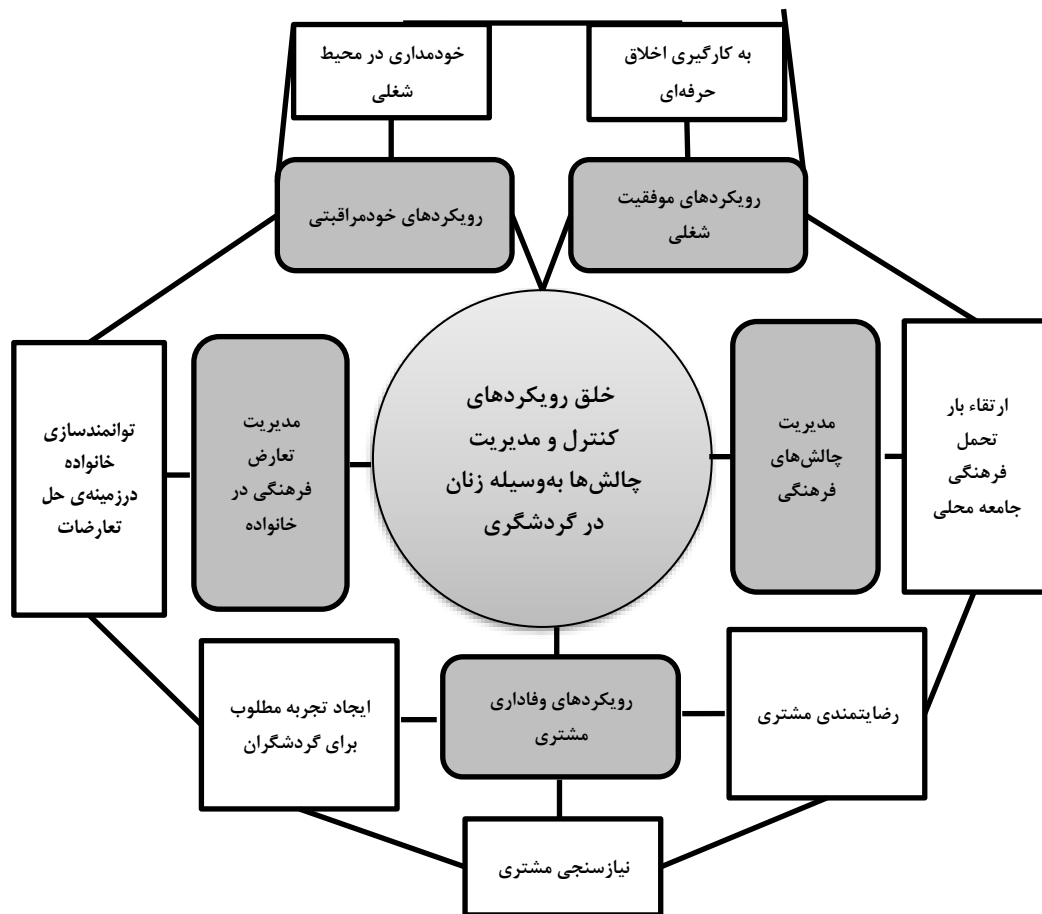 به کارگیری اخلاق
حرفه‌ای
خودمداری در محیط
شغلی
رویکردهای موفقیت
شغلی
رویکردهای خودمراقبتی
ارتقاء بار
تحمل
فرهنگی
جامعه محلی
مدیریت
چالش‌های
فرهنگی
خلق رویکردهای
کنترل و مدیریت
چالش‌ها به‌وسیله زنان
در گردشگری
مدیریت
تعارض
فرهنگی در
خانواده
توانمندسازی
خانواده
درزمینه‌ی حل
تعارضات
رضایتمندی مشتری
رویکردهای وفاداری
مشتری
ایجاد تجربه مطلوب
برای گردشگران
نیازسنجی مشتری